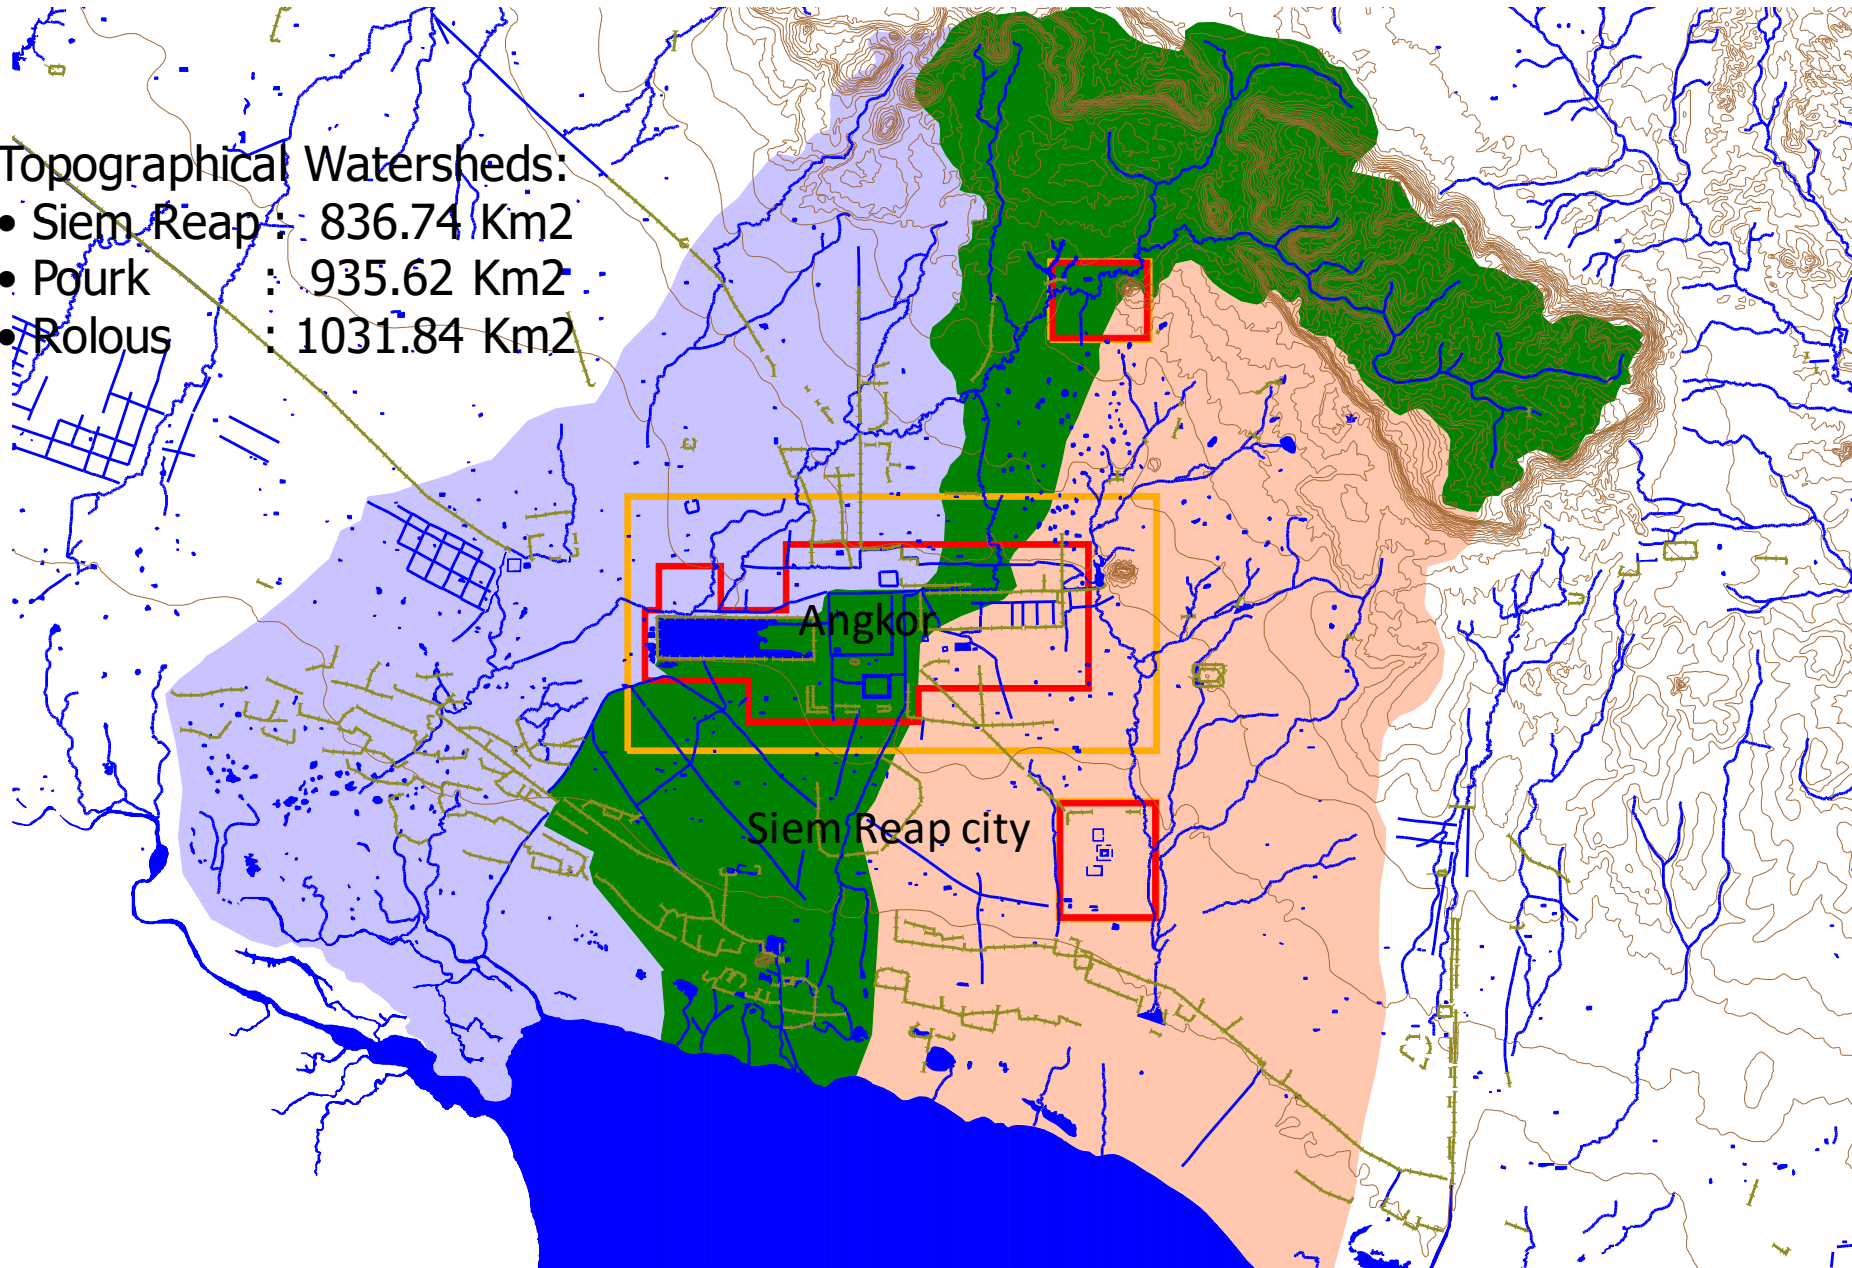 Topographical Watersheds:
• Siem Reap : 836.74 Km2
• Pourk : 935.62 Km2
• Rolous : 1031.84 Km2
Angkor
Siem Reap city